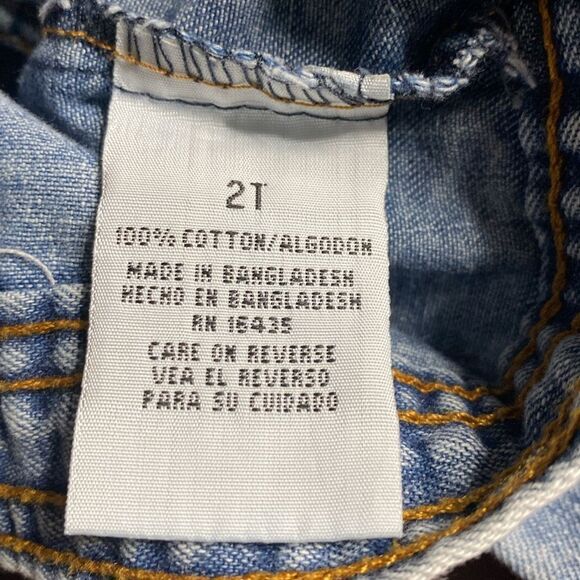 2T
100% COTTON/ALGODON
MADE IN BANGLADESH
HECHO EN BANGLADESH
RN 16435
CARE ON REVERSE
VEA EL REVERSO
PARA SU CUIDADO